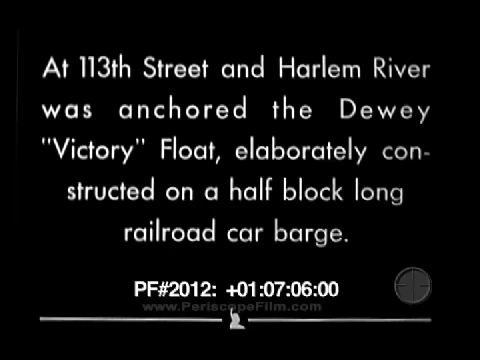 At 113th Street and Harlem River
was anchored the Dewey
"Victory" Float, elaborately con-
structed on a half block long
railroad car barge.
PF#2012: +01:07:06:00
www.PeriscopeFilm.com